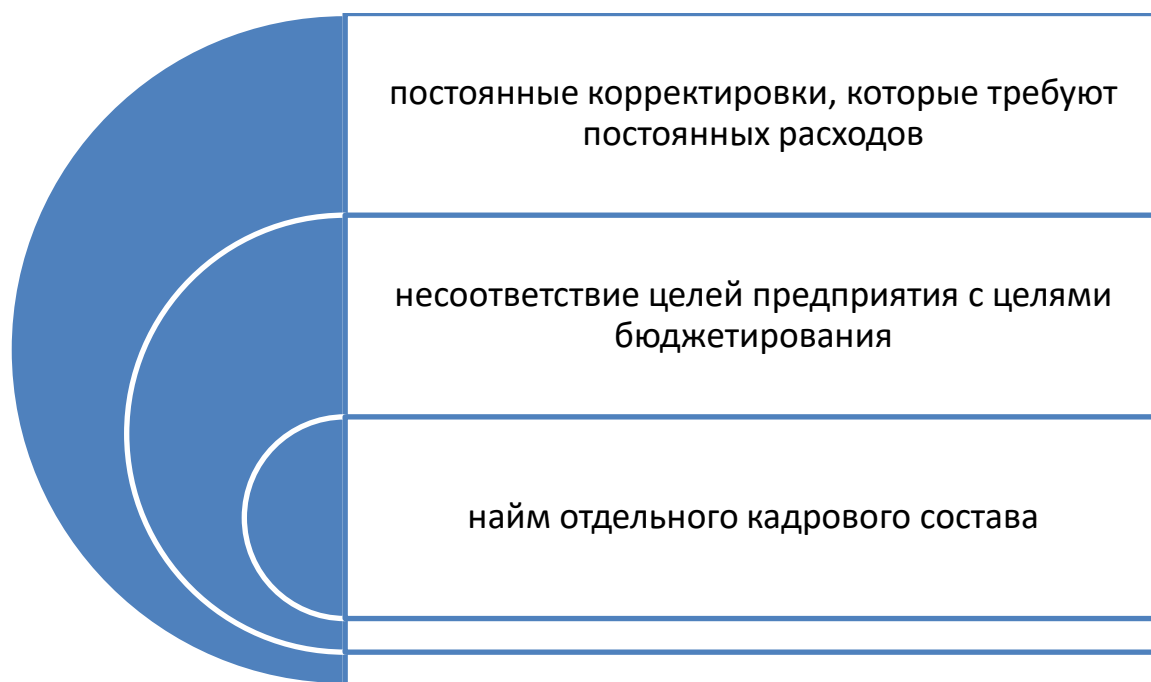 постоянные корректировки, которые требуют
постоянных расходов
несоответствие целей предприятия с целями
бюджетирования
найм отдельного кадрового состава